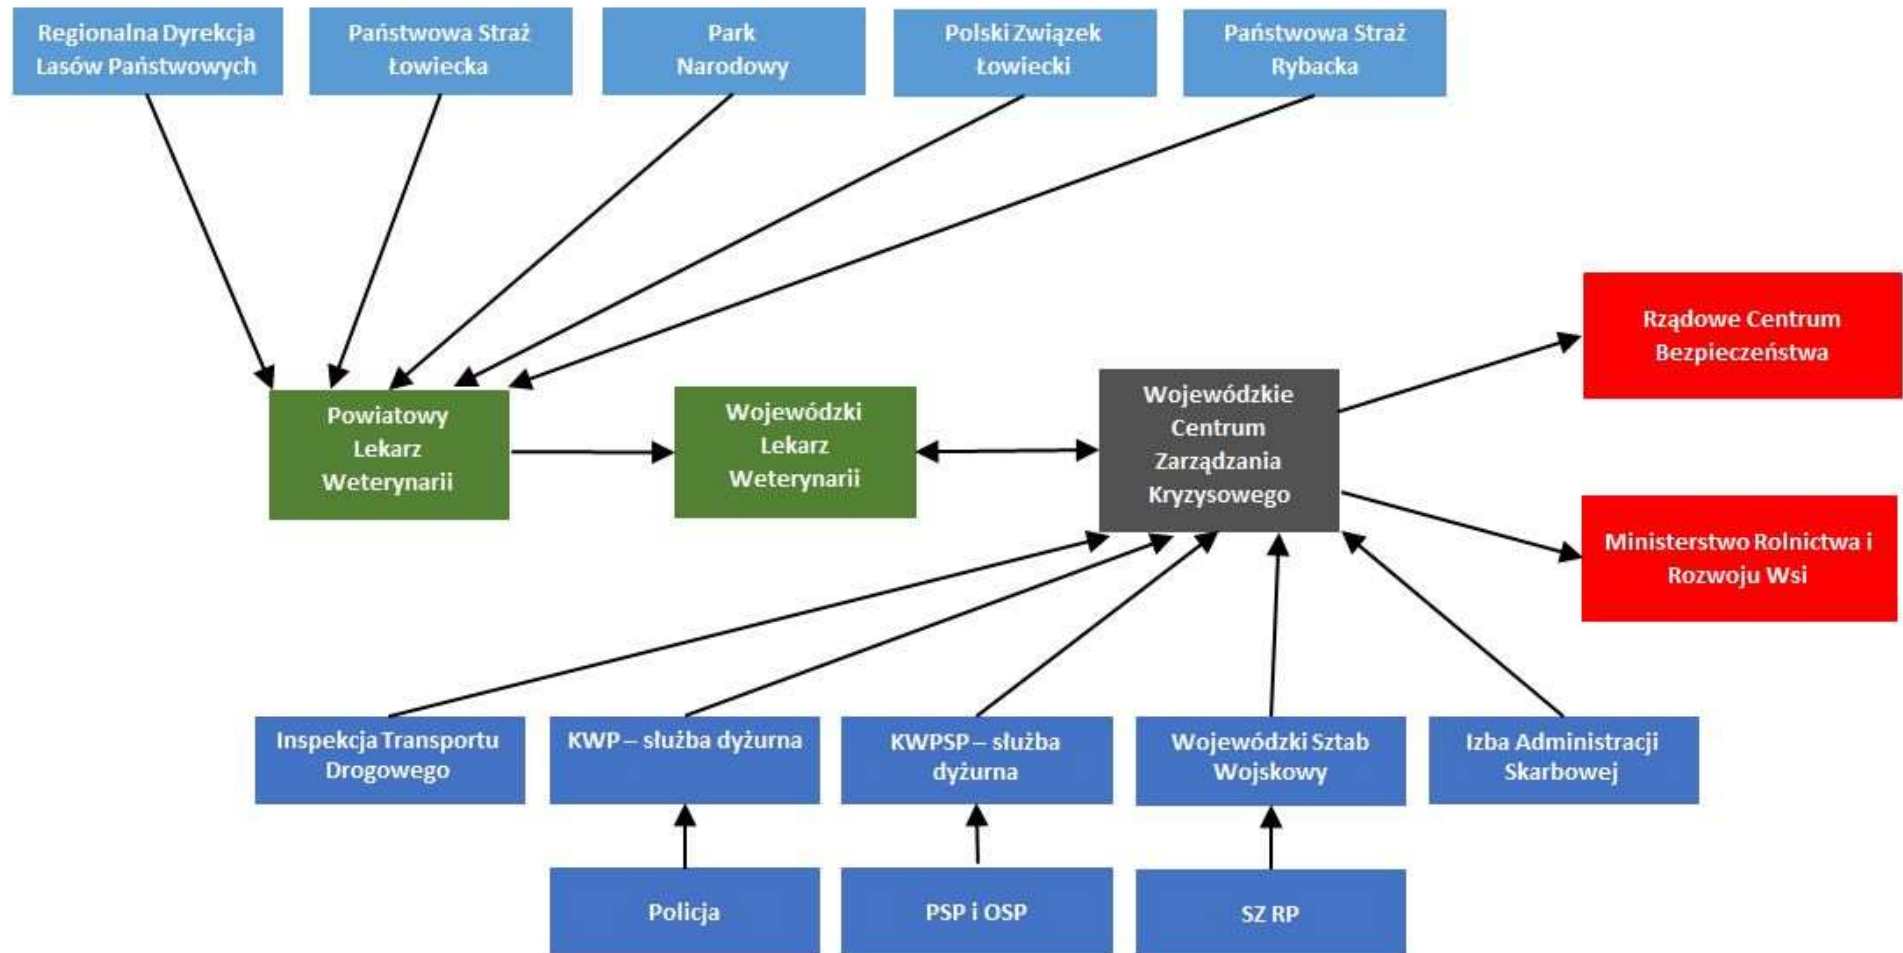 Regionalna Dyrekcja
Lasów Państwowych
Państwowa Straż
Łowiecka
Park
Narodowy
Polski Związek
Łowiecki
Państwowa Straż
Rybacka
Rządowe Centrum
Bezpieczeństwa
Powiatowy
Lekarz
Weterynarii
Wojewódzki
Lekarz
Weterynarii
Wojewódzkie
Centrum
Zarządzania
Kryzysowego
Ministerstwo Rolnictwa i
Rozwoju Wsi
Inspekcja Transportu
Drogowego
KWP – służba dyżurna
KWPSP – służba
dyżurna
Wojewódzki Sztab
Wojskowy
Izba Administracji
Skarbowej
Policja
PSP i OSP
SZ RP